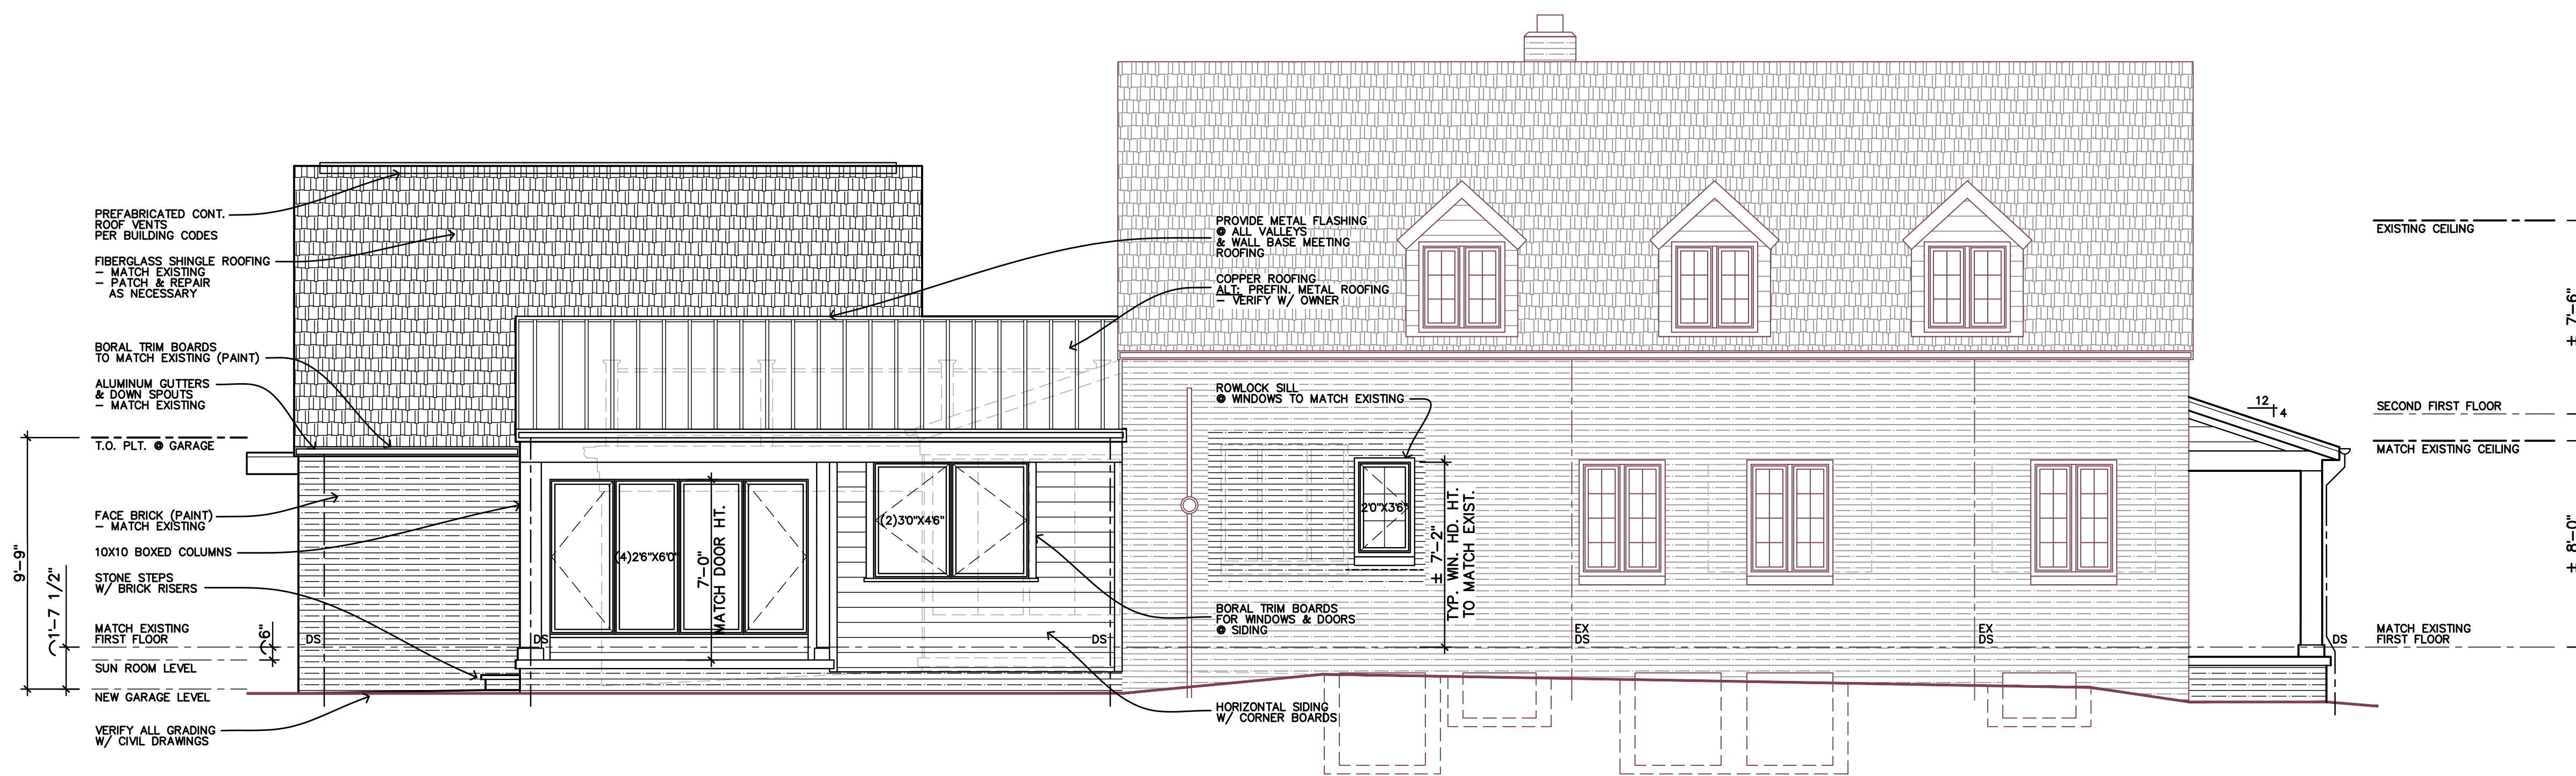 PREFABRICATED CONT.
ROOF VENTS
PER BUILDING CODES
FIBERGLASS SHINGLE ROOFING
- MATCH EXISTING
- PATCH & REPAIR
AS NECESSARY
BORAL TRIM BOARDS
TO MATCH EXISTING (PAINT)
ALUMINUM GUTTERS
& DOWN SPOUTS
- MATCH EXISTING
T.O. PLT. @ GARAGE
FACE BRICK (PAINT)
- MATCH EXISTING
10X10 BOXED COLUMNS
STONE STEPS
W/ BRICK RISERS
MATCH EXISTING
FIRST FLOOR
SUN ROOM LEVEL
NEW GARAGE LEVEL
VERIFY ALL GRADING
W/ CIVIL DRAWINGS
9'-9"
1'-7 1/2"
6"
DS
DS
(4)2'6"X6'0"
7'-0"
MATCH DOOR HT.
(2)3'0"X4'6"
DS
PROVIDE METAL FLASHING
@ ALL VALLEYS
& WALL BASE MEETING
ROOFING
COPPER ROOFING
ALT: PREFIN. METAL ROOFING
- VERIFY W/ OWNER
ROWLOCK SILL
@ WINDOWS TO MATCH EXISTING
2'0"X3'6"
± 7'-2"
TYP. WIN. HD. HT.
TO MATCH EXIST.
BORAL TRIM BOARDS
FOR WINDOWS & DOORS
@ SIDING
HORIZONTAL SIDING
W/ CORNER BOARDS
EX
DS
EX
DS
12
4
DS
EXISTING CEILING
SECOND FIRST FLOOR
MATCH EXISTING CEILING
MATCH EXISTING
FIRST FLOOR
± 7'-6"
± 8'-0"